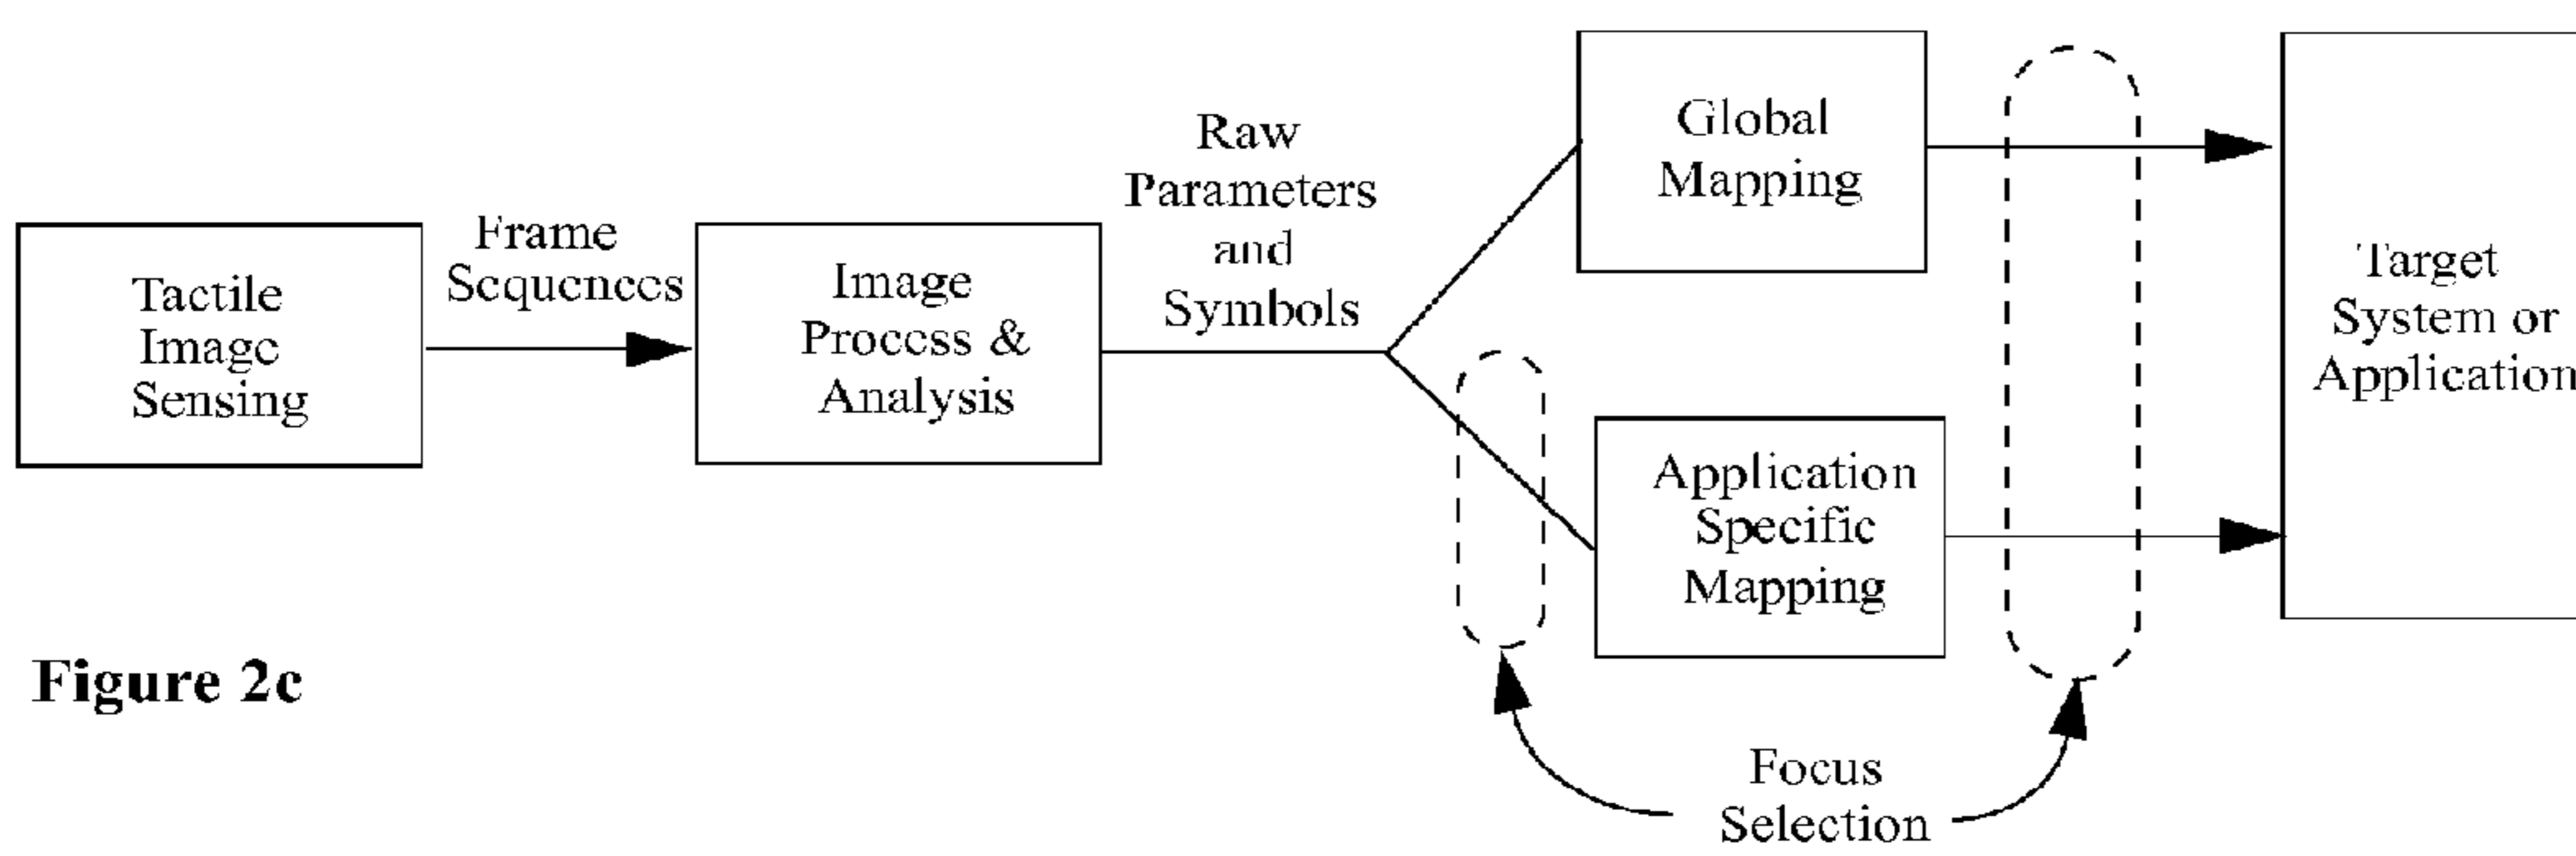 Tactile
Image
Sensing
Frame
Sequences
Image
Process &
Analysis
Raw
Parameters
and
Symbols
Global
Mapping
Application
Specific
Mapping
Target
System or
Application
Focus
Selection
Figure 2c